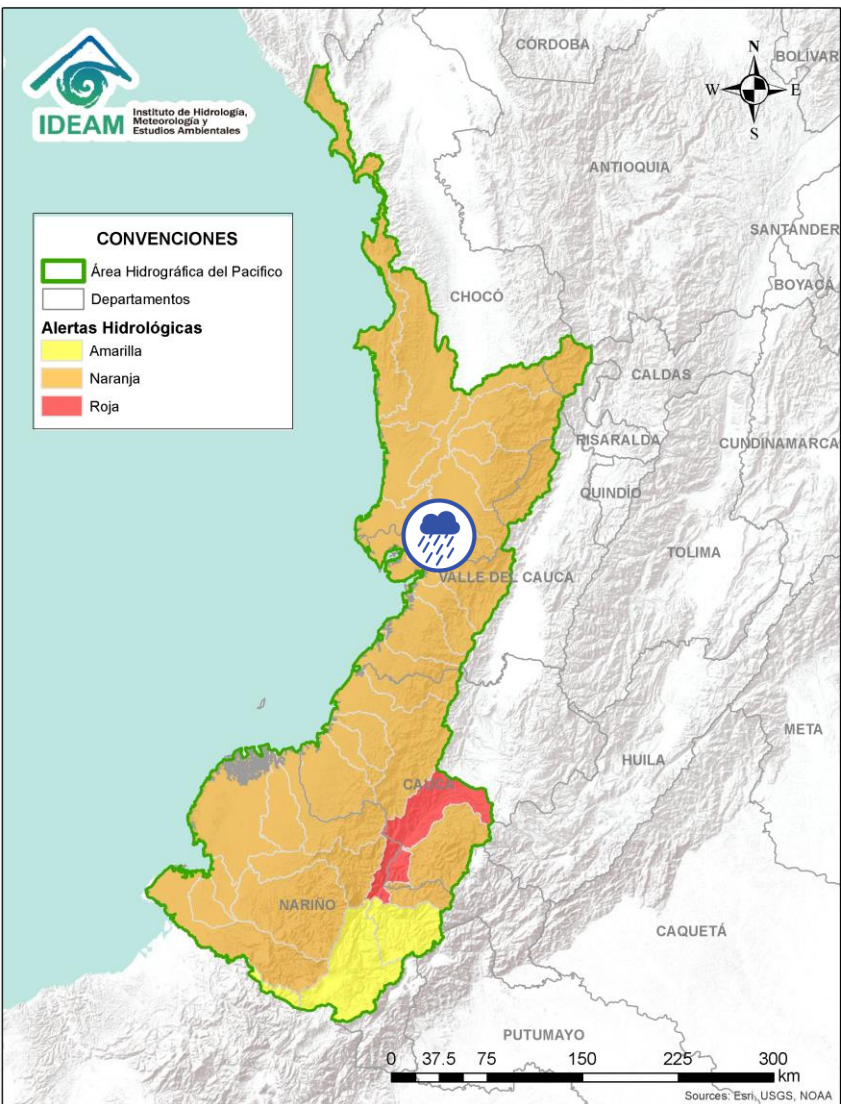 IDEAM
Instituto de Hidrología,
Meteorología y
Estudios Ambientales
N
W
E
S
CÓRDOBA
BOLÍVAR
ANTIOQUIA
SANTANDER
BOYACÁ
CHOCÓ
CONVENCIONES
Área Hidrográfica del Pacifico
Departamentos
Alertas Hidrológicas
Amarilla
Naranja
Roja
CALDAS
RISARALDA
CUNDINAMARCA
QUINDÍO
TOLIMA
VALLE DEL CAUCA
META
HUILA
CAUCA
NARIÑO
CAQUETÁ
PUTUMAYO
0 37.5 75 150 225 300
km
Sources: Esri, USGS, NOAA